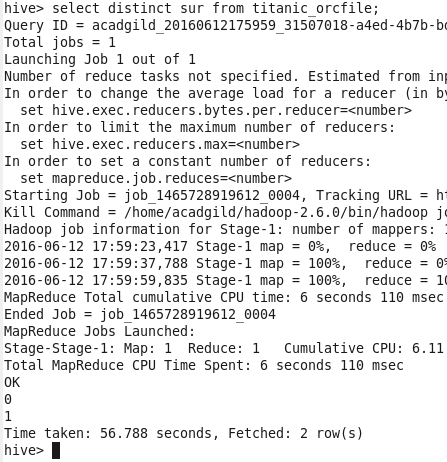 hive> select distinct sur from titanic_orcfile;
Query ID = acadgild_20160612175959_31507018-a4ed-4b7b-bd
Total jobs = 1
Launching Job 1 out of 1
Number of reduce tasks not specified. Estimated from inp
In order to change the average load for a reducer (in by
  set hive.exec.reducers.bytes.per.reducer=<number>
In order to limit the maximum number of reducers:
  set hive.exec.reducers.max=<number>
In order to set a constant number of reducers:
  set mapreduce.job.reduces=<number>
Starting Job = job_1465728919612_0004, Tracking URL = ht
Kill Command = /home/acadgild/hadoop-2.6.0/bin/hadoop jo
Hadoop job information for Stage-1: number of mappers: 1
2016-06-12 17:59:23,417 Stage-1 map = 0%,  reduce = 0%
2016-06-12 17:59:37,788 Stage-1 map = 100%,  reduce = 0%
2016-06-12 17:59:59,835 Stage-1 map = 100%,  reduce = 10
MapReduce Total cumulative CPU time: 6 seconds 110 msec
Ended Job = job_1465728919612_0004
MapReduce Jobs Launched:
Stage-Stage-1: Map: 1  Reduce: 1   Cumulative CPU: 6.11
Total MapReduce CPU Time Spent: 6 seconds 110 msec
OK
0
1
Time taken: 56.788 seconds, Fetched: 2 row(s)
hive>